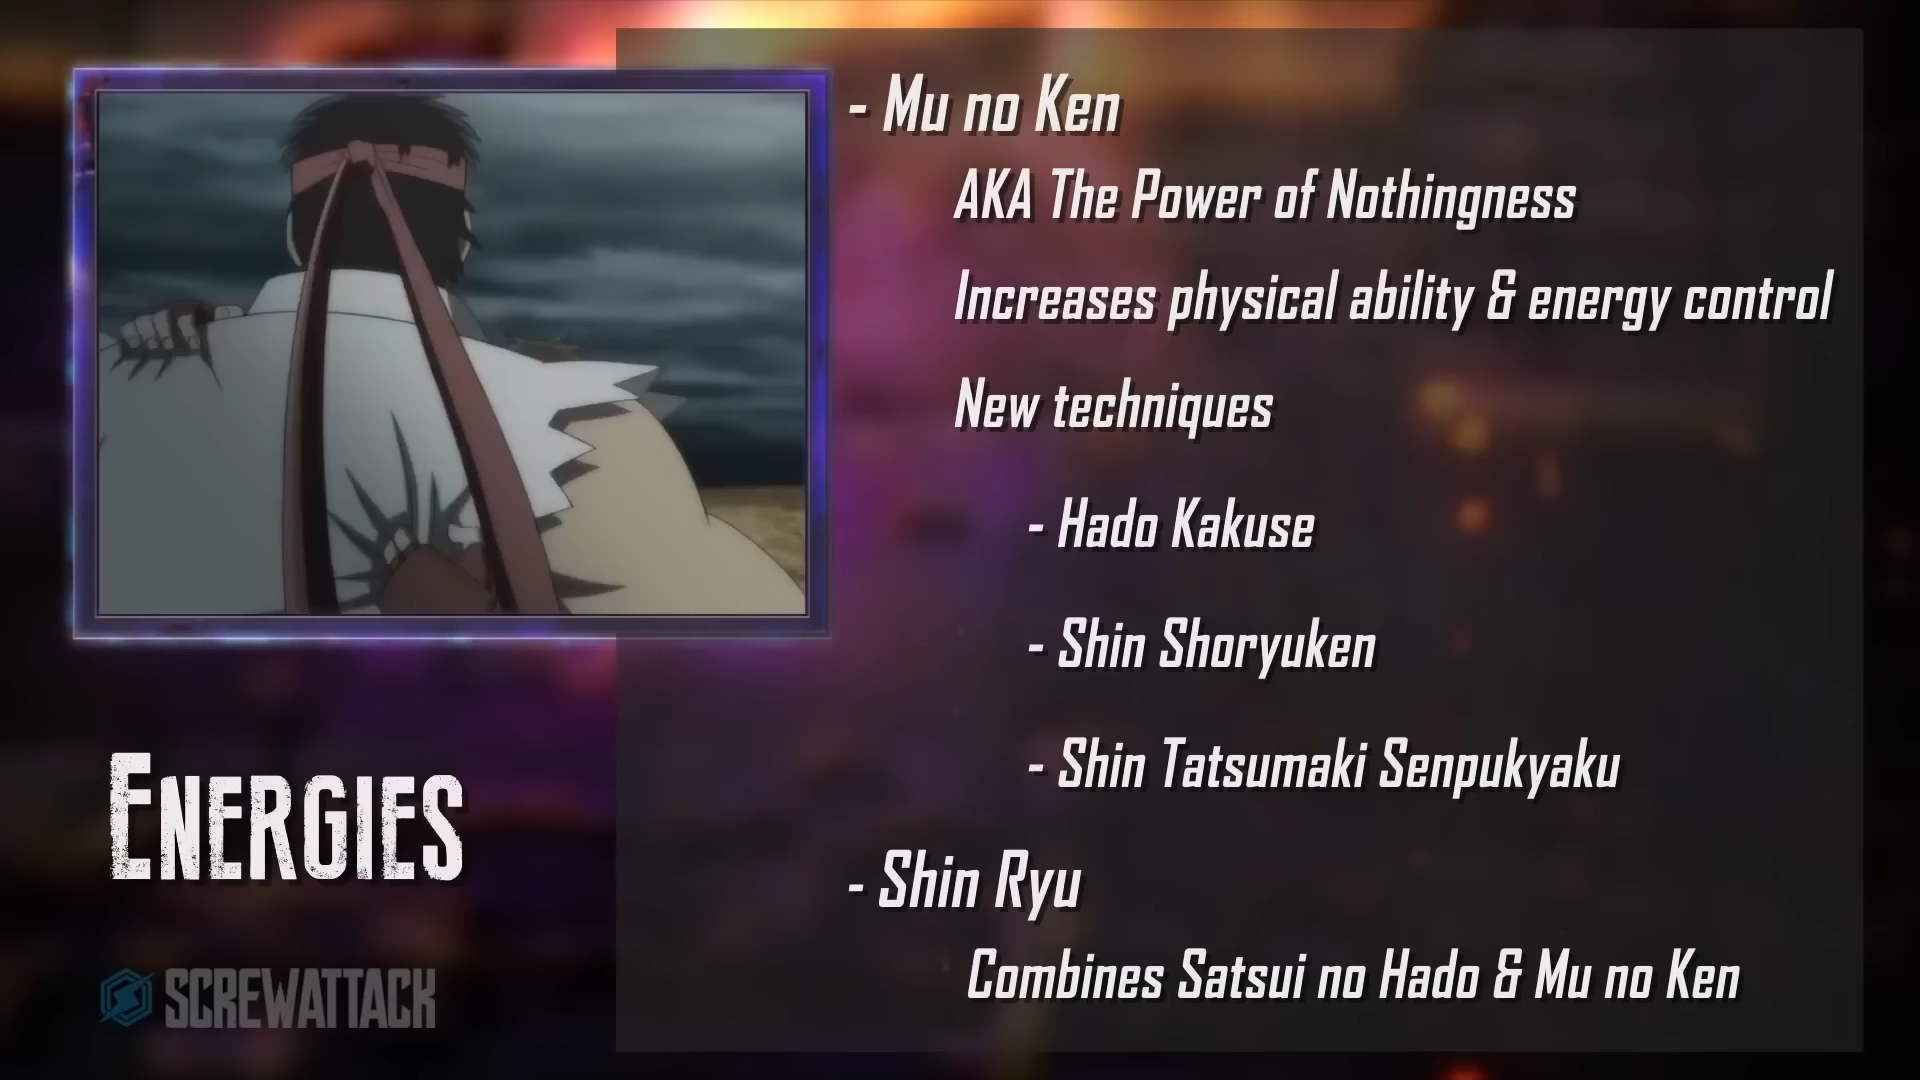 - Mu no Ken
AKA The Power of Nothingness
Increases physical ability & energy control
New techniques
- Hado Kakuse
- Shin Shoryuken
- Shin Tatsumaki Senpukyaku
- Shin Ryu
Combines Satsui no Hado & Mu no Ken
Energies
SCREWATTACK